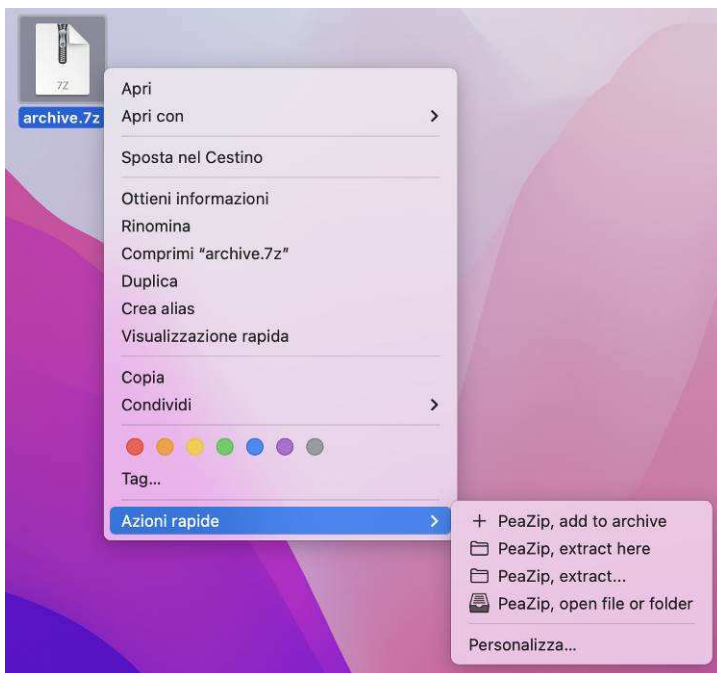 7Z
archive.7z
Apri
Apri con
Sposta nel Cestino
Ottieni informazioni
Rinomina
Comprimi “archive.7z”
Duplica
Crea alias
Visualizzazione rapida
Copia
Condividi
Tag...
Azioni rapide
PeaZip, add to archive
PeaZip, extract here
PeaZip, extract...
PeaZip, open file or folder
Personalizza...